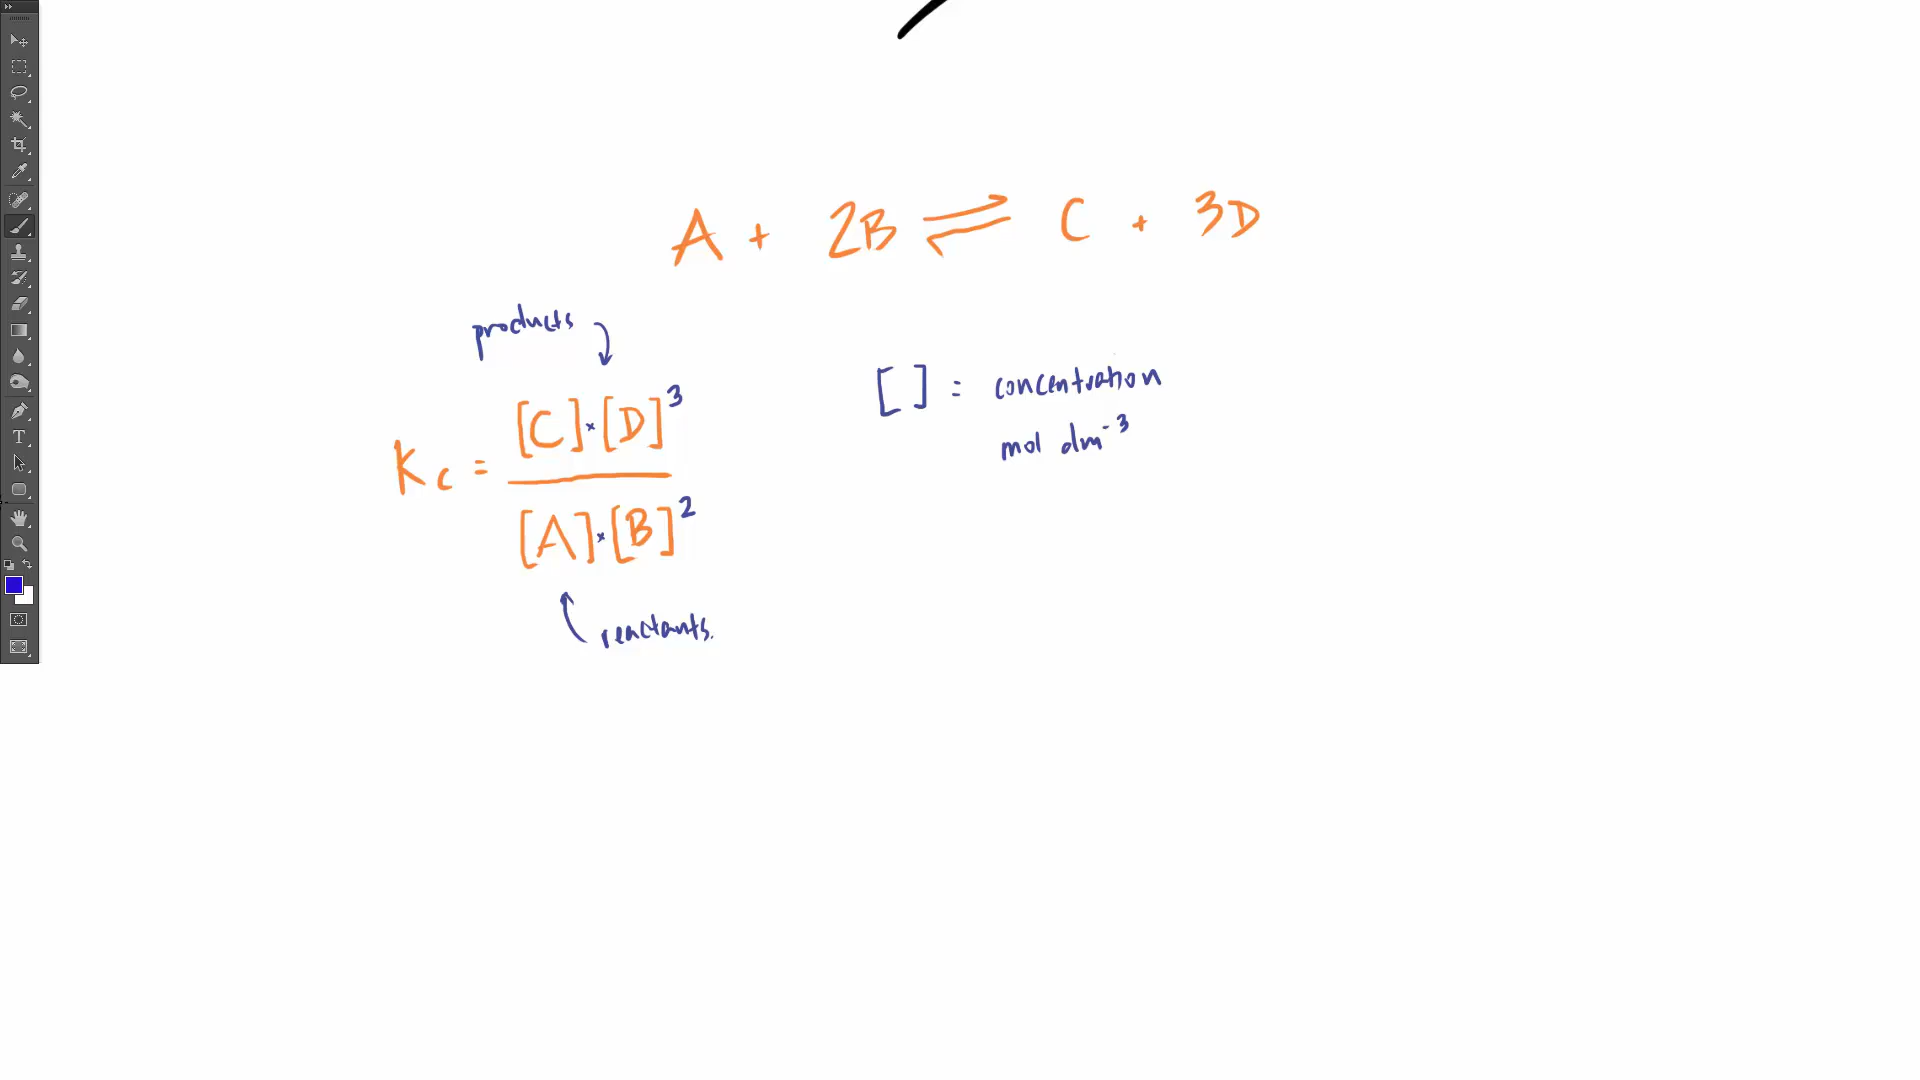 A + 2B ⇌ C + 3D
products
[ ] = concentration
mol dm⁻³
Kc = [C]×[D]³
[A]×[B]²
reactants.